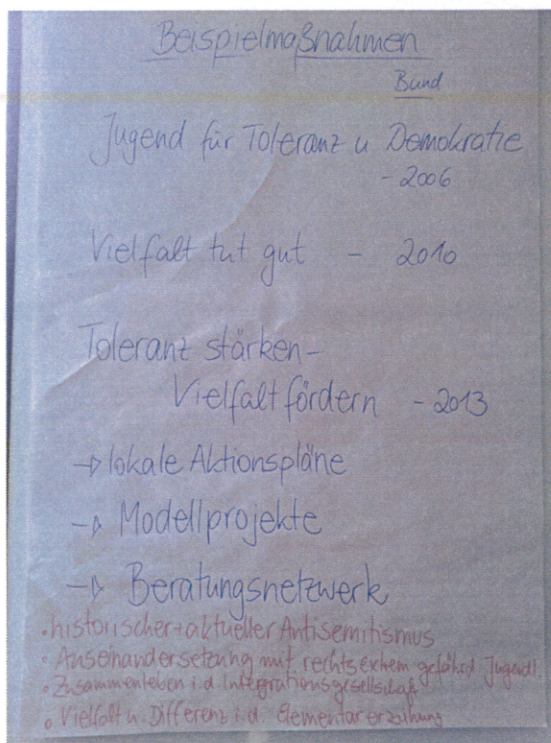 Beispielmaßnahmen
Bund
Jugend für Toleranz u Demokratie
- 2006
Vielfalt tut gut - 2010
Toleranz stärken -
Vielfalt fördern - 2013
→ lokale Aktionspläne
→ Modellprojekte
→ Beratungsnetzwerk
• historischer + aktueller Antisemitismus
• Auseinandersetzung mit rechtsextrem gefährd. Jugendl.
• Zusammenleben i.d. Integrationsgesellschaft
• Vielfalt u. Differenz i.d. Elementarerziehung